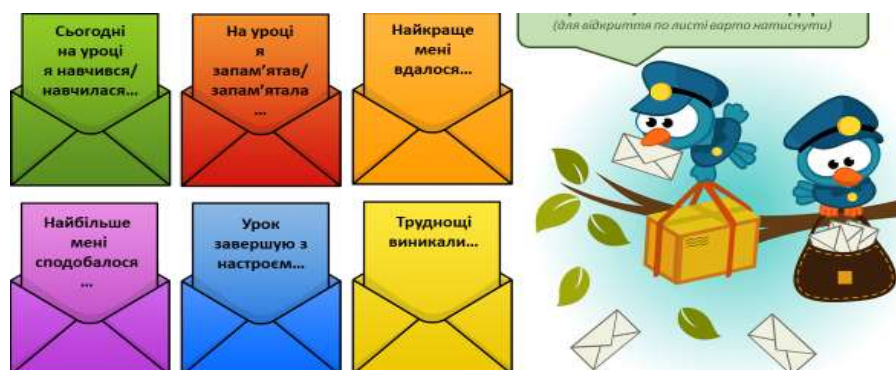 Сьогодні
на уроці
я навчився/
навчилася...
На уроці
я
запам'ятав/
запам'ятала
...
Найкраще
мені
вдалося...
(для відкриття по листі варто натиснути)
Найбільше
мені
сподобалося
...
Урок
завершую з
настроєм...
Труднощі
виникали...